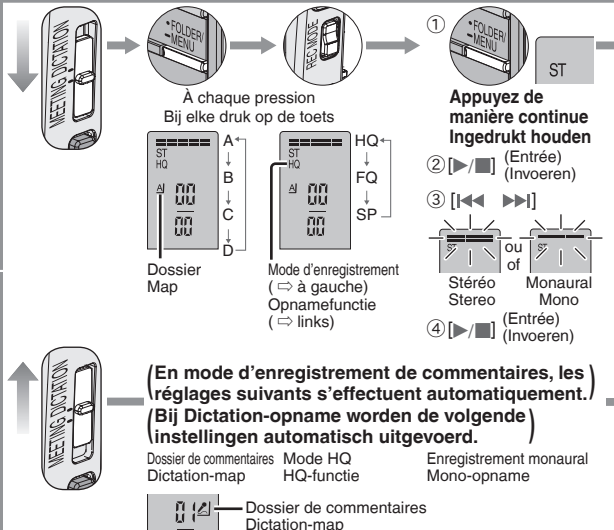 MEETING DICTATION
•FOLDER/
−MENU
REC MODE
①
•FOLDER/
−MENU
ST
À chaque pression
Bij elke druk op de toets
Appuyez de
manière continue
Ingedrukt houden
ST
HQ
A
00
00
A
B
C
D
ST
HQ
A
00
00
HQ
FQ
SP
② [▶/■] (Entrée)
(Invoeren)
③ [⏮ ⏭]
ST
ou
of
ST
Stéréo
Stereo
Monaural
Mono
④ [▶/■] (Entrée)
(Invoeren)
Dossier
Map
Mode d'enregistrement
( ⇨ à gauche)
Opnamefunctie
( ⇨ links)
MEETING DICTATION
(En mode d'enregistrement de commentaires, les
réglages suivants s'effectuent automatiquement.)
(Bij Dictation-opname worden de volgende
instellingen automatisch uitgevoerd.)
Dossier de commentaires Mode HQ Enregistrement monaural
Dictation-map HQ-functie Mono-opname
01
Dossier de commentaires
Dictation-map